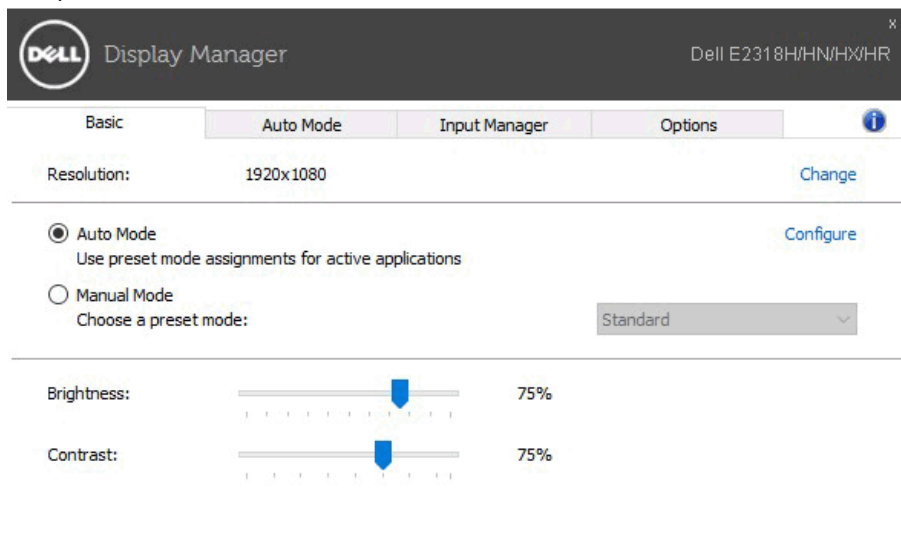 DELL Display Manager
x
Dell E2318H/HN/HX/HR
Basic Auto Mode Input Manager Options i
Resolution: 1920x1080 Change
Auto Mode Configure
Use preset mode assignments for active applications
Manual Mode
Choose a preset mode: Standard
Brightness: 75%
Contrast: 75%